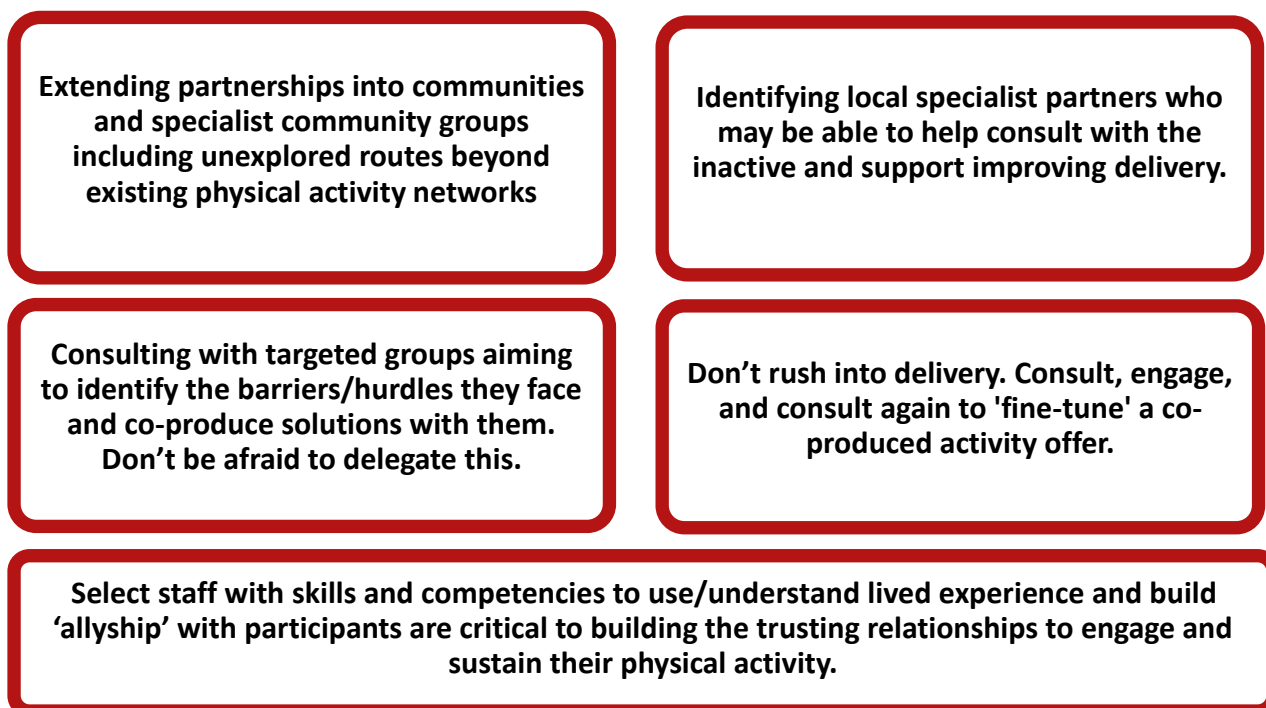 Extending partnerships into communities
and specialist community groups
including unexplored routes beyond
existing physical activity networks
Identifying local specialist partners who
may be able to help consult with the
inactive and support improving delivery.
Consulting with targeted groups aiming
to identify the barriers/hurdles they face
and co-produce solutions with them.
Don’t be afraid to delegate this.
Don’t rush into delivery. Consult, engage,
and consult again to 'fine-tune' a co-
produced activity offer.
Select staff with skills and competencies to use/understand lived experience and build
‘allyship’ with participants are critical to building the trusting relationships to engage and
sustain their physical activity.